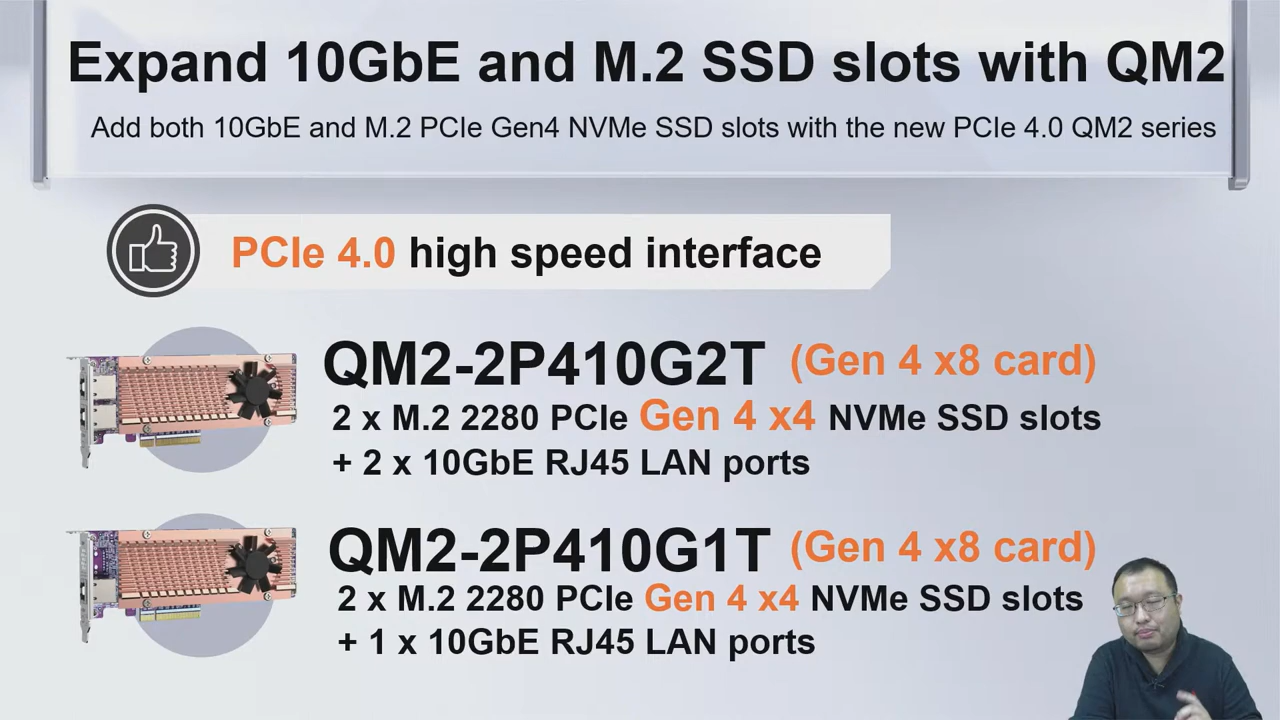 Expand 10GbE and M.2 SSD slots with QM2
Add both 10GbE and M.2 PCIe Gen4 NVMe SSD slots with the new PCIe 4.0 QM2 series
PCIe 4.0 high speed interface
QM2-2P410G2T (Gen 4 x8 card)
2 x M.2 2280 PCIe Gen 4 x4 NVMe SSD slots
+ 2 x 10GbE RJ45 LAN ports
QM2-2P410G1T (Gen 4 x8 card)
2 x M.2 2280 PCIe Gen 4 x4 NVMe SSD slots
+ 1 x 10GbE RJ45 LAN ports